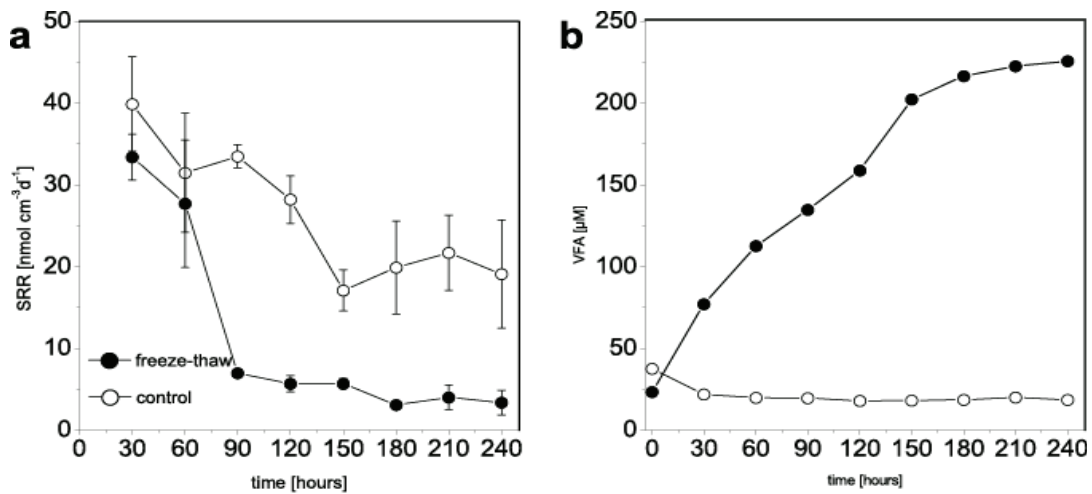 a
SRR [nmol cm⁻³d⁻¹]
50
40
30
20
10
0
freeze-thaw
control
0 30 60 90 120 150 180 210 240
time [hours]
b
VFA [µM]
250
200
150
100
50
0
0 30 60 90 120 150 180 210 240
time [hours]